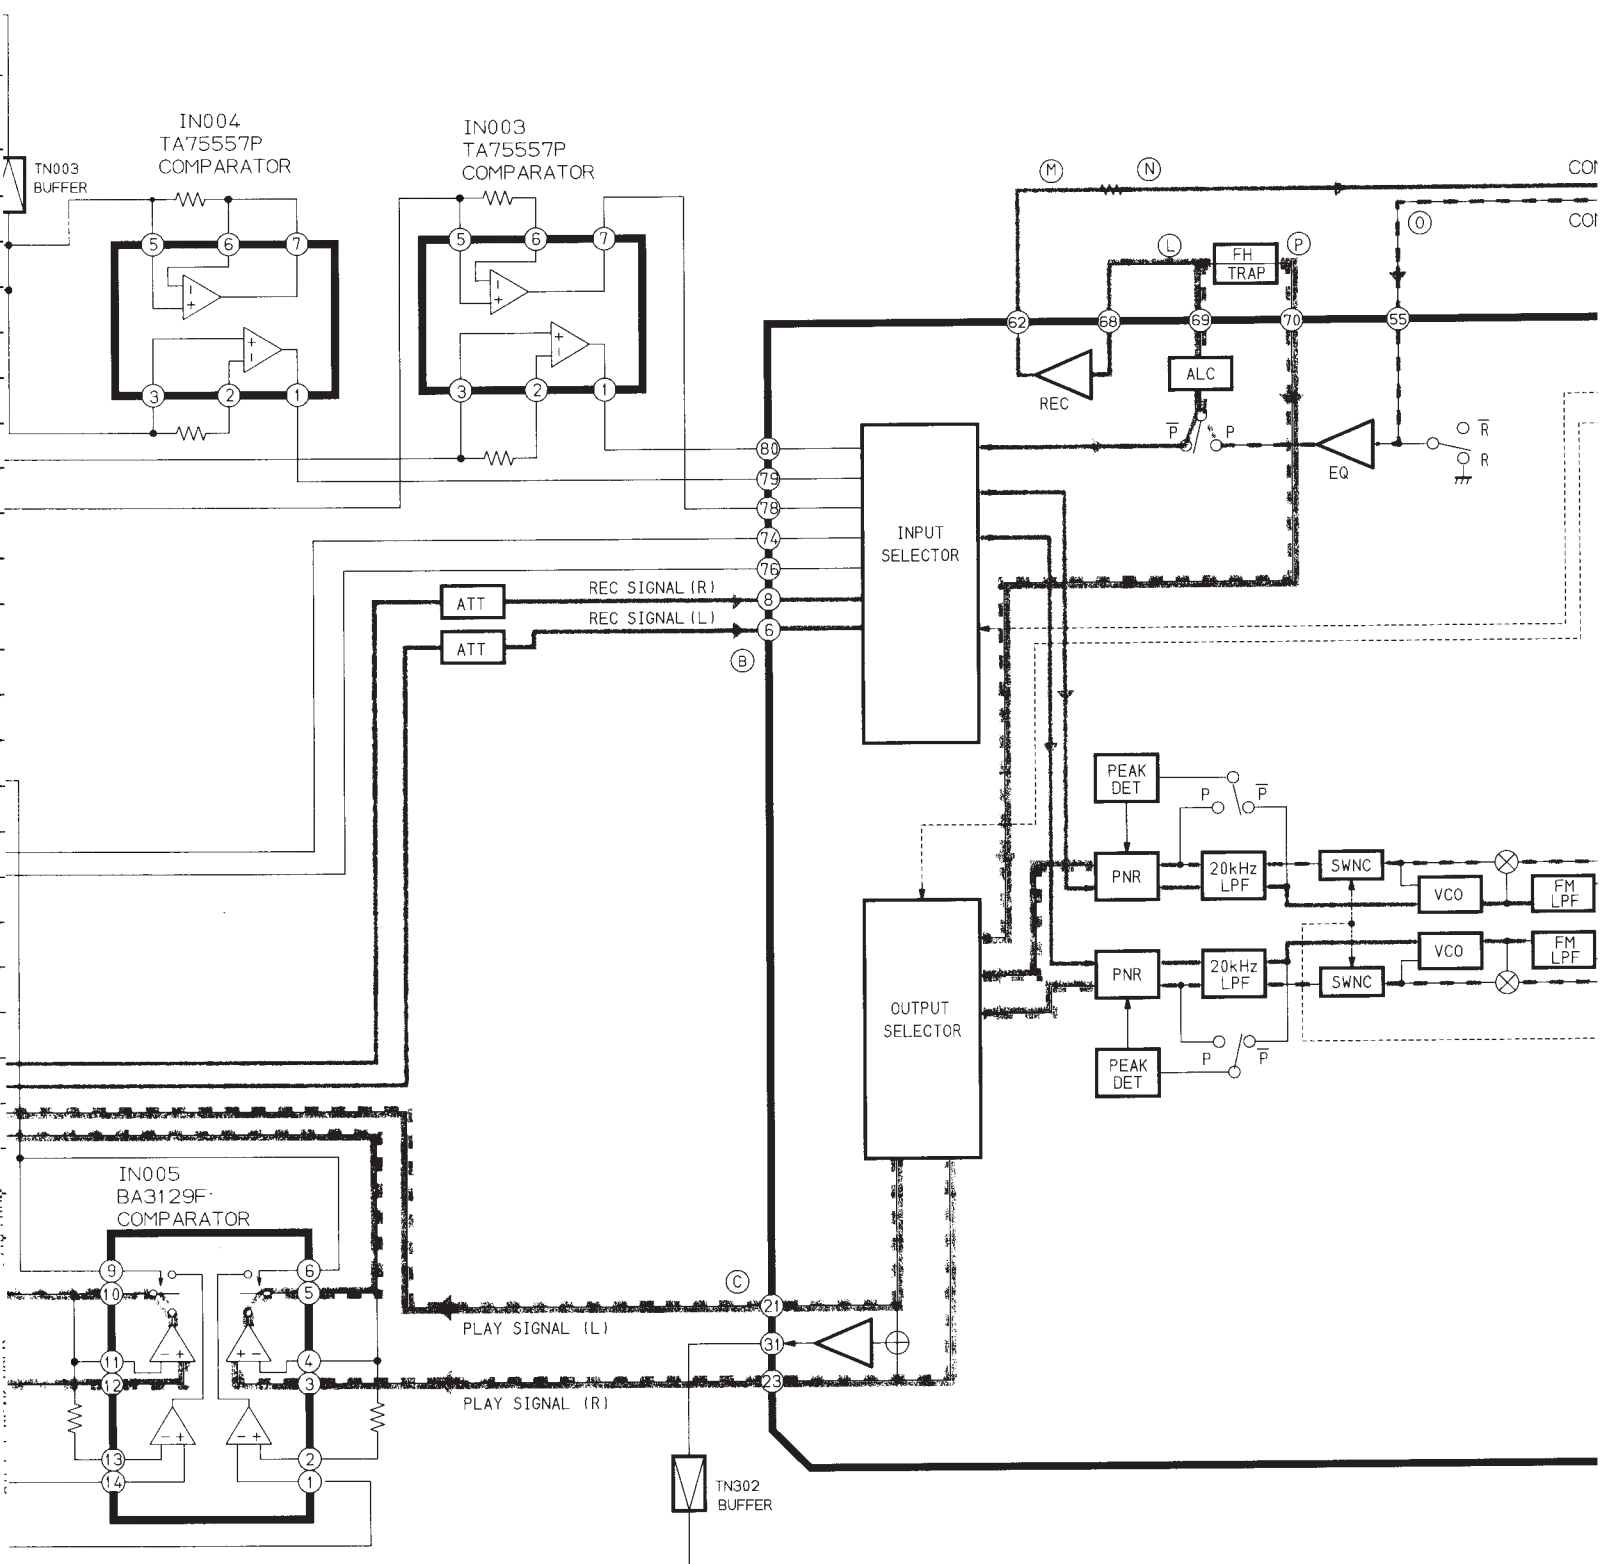 IN004
TA75557P
COMPARATOR
IN003
TA75557P
COMPARATOR
TN003
BUFFER
5
6
7
3
2
1
5
6
7
3
2
1
M
N
O
L
P
FH
TRAP
62
68
69
70
55
REC
ALC
P̅
P
EQ
R̅
R
80
79
78
74
76
8
6
INPUT
SELECTOR
ATT
REC SIGNAL (R)
ATT
REC SIGNAL (L)
B
PEAK
DET
P
P̅
PNR
20kHz
LPF
SWNC
VCO
FM
LPF
PNR
20kHz
LPF
VCO
SWNC
FM
LPF
P
P̅
PEAK
DET
OUTPUT
SELECTOR
IN005
BA3129F
COMPARATOR
9
10
11
12
13
14
6
5
4
3
2
1
- +
+ -
- +
- +
C
21
31
23
PLAY SIGNAL (L)
PLAY SIGNAL (R)
TN302
BUFFER